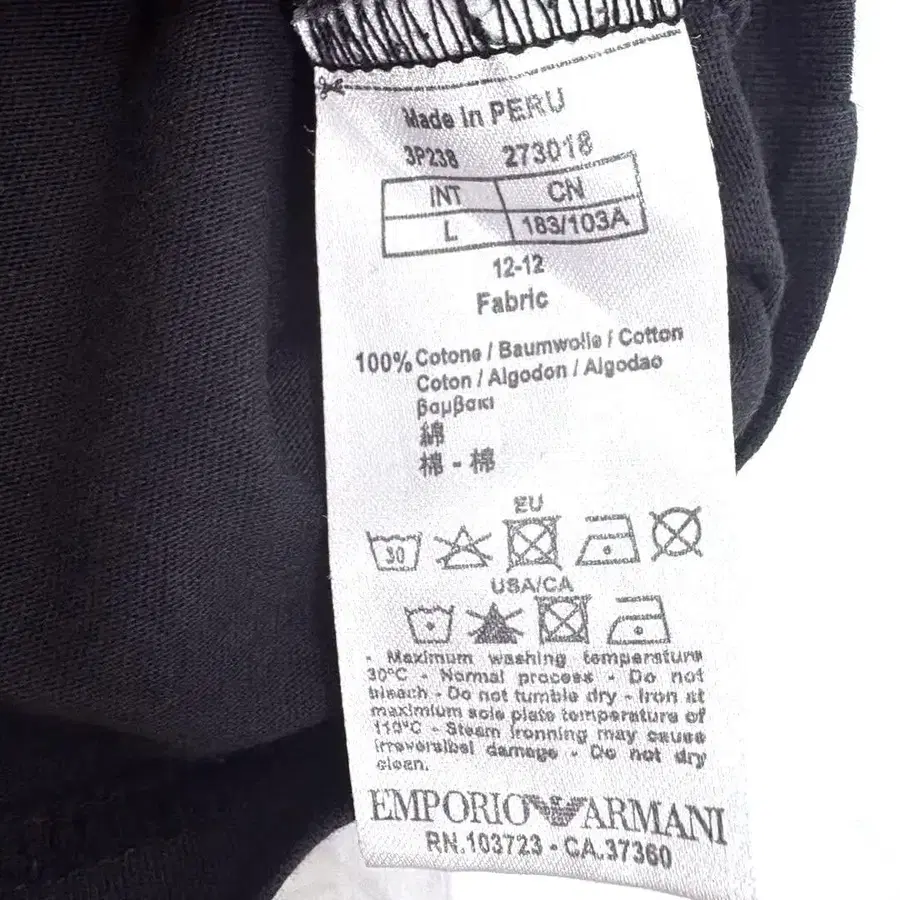 Made in PERU
3P238 273018
INT CN
L 183/103A
12-12
Fabric
100% Cotone / Baumwolle / Cotton
Coton / Algodon / Algodao
βαμβακι
綿
棉 - 棉
EU
30
USA/CA
- Maximum washing temperature
30°C - Normal process - Do not
bleach - Do not tumble dry - Iron at
maximium sole plate temperature of
110°C - Steam ironning may cause
irreversibel damage - Do not dry
clean.
EMPORIO ARMANI
RN.103723 - CA.37360